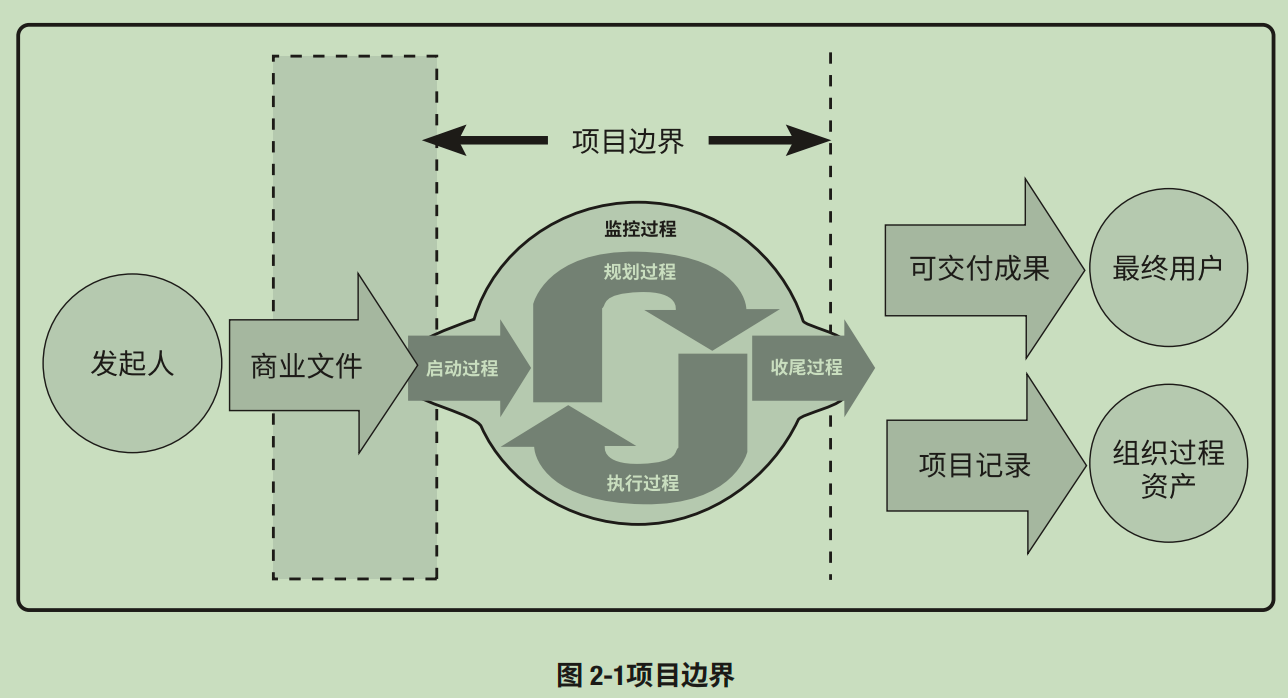 项目边界
监控过程
规划过程
发起人
商业文件
启动过程
收尾过程
执行过程
可交付成果
最终用户
项目记录
组织过程
资产
图 2-1项目边界